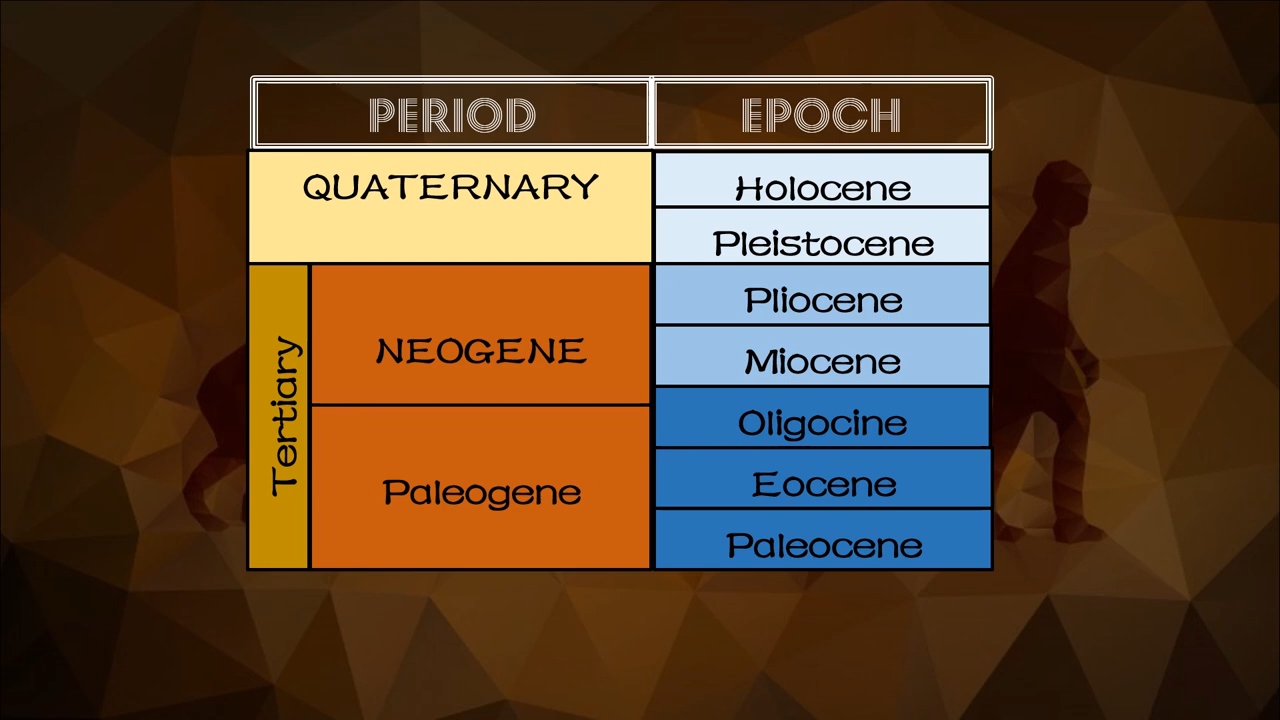 PERIOD EPOCH
QUATERNARY Holocene
Pleistocene
Tertiary NEOGENE Pliocene
Miocene
Paleogene Oligocine
Eocene
Paleocene